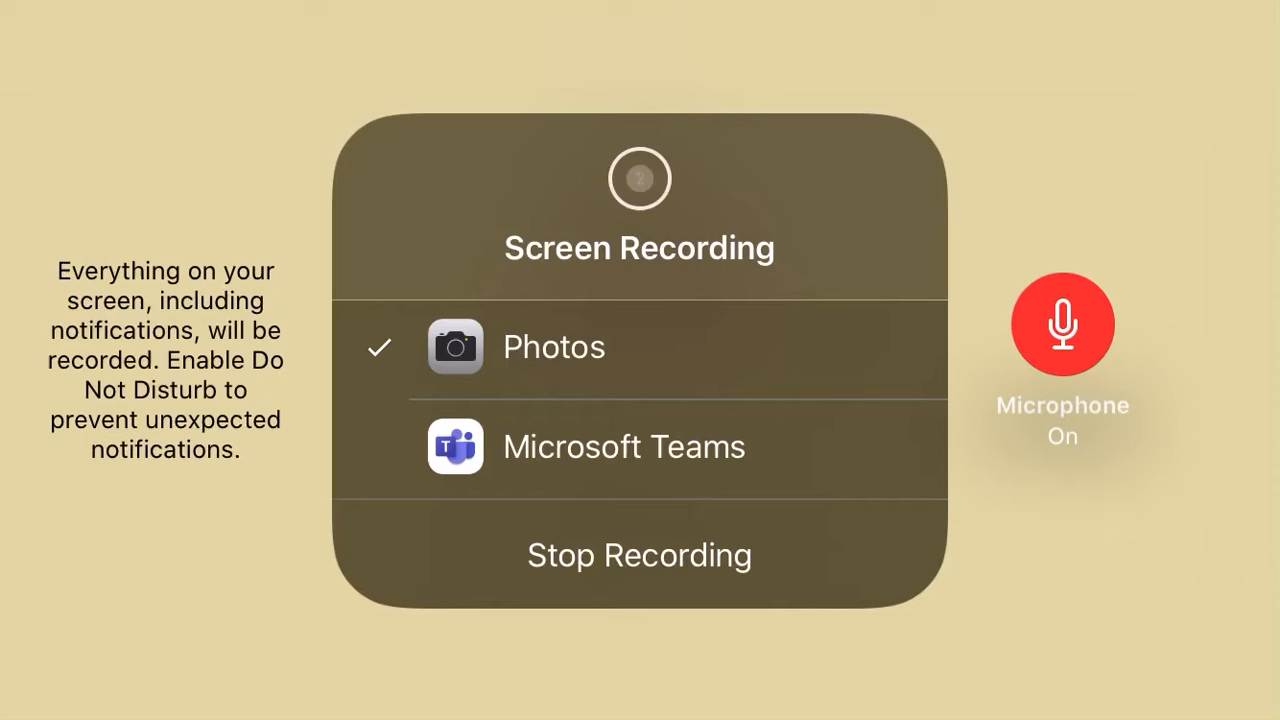 Everything on your
screen, including
notifications, will be
recorded. Enable Do
Not Disturb to
prevent unexpected
notifications.
Screen Recording
Photos
Microsoft Teams
Stop Recording
Microphone
On